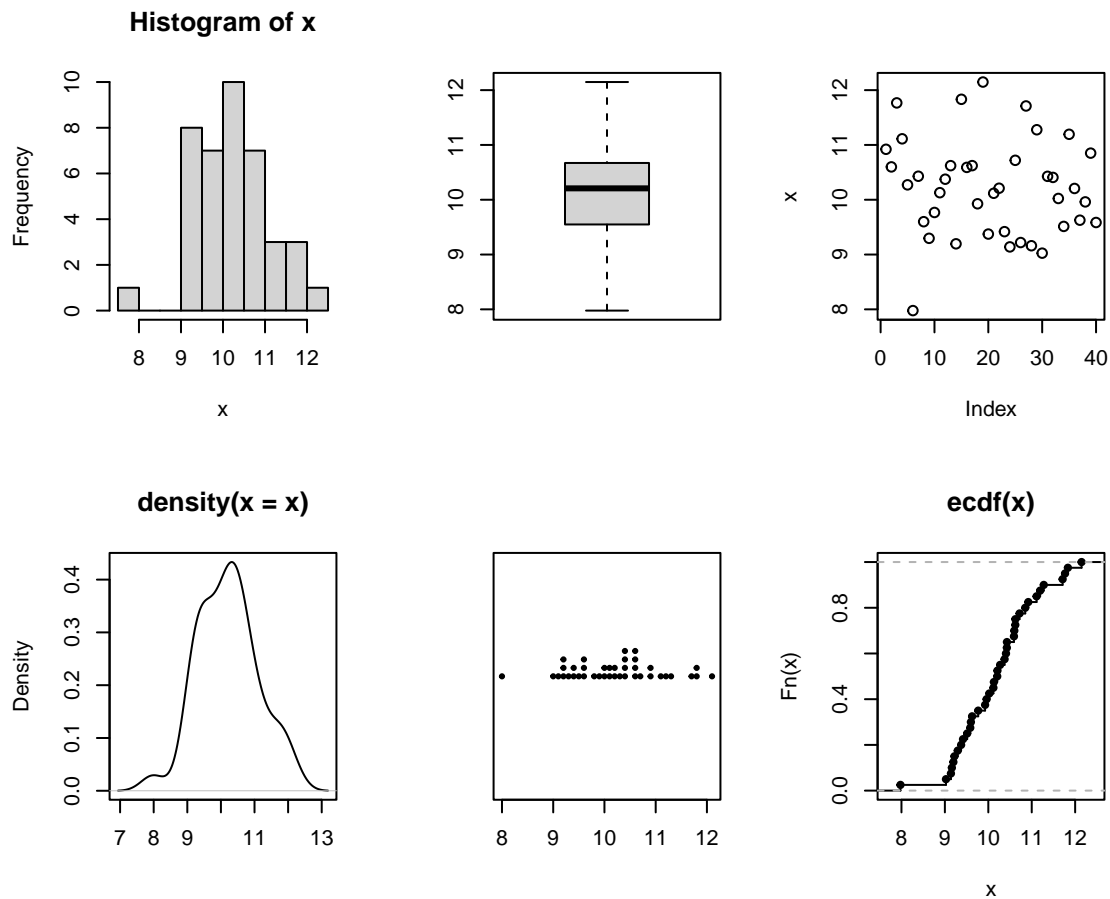 Histogram of x
Frequency
0 2 4 6 8 10
8 9 10 11 12
x
8 9 10 11 12
x
8 9 10 11 12
0 10 20 30 40
Index
density(x = x)
Density
0.0 0.1 0.2 0.3 0.4
7 8 9 11 13
8 9 10 11 12
ecdf(x)
Fn(x)
0.0 0.4 0.8
8 9 10 11 12
x